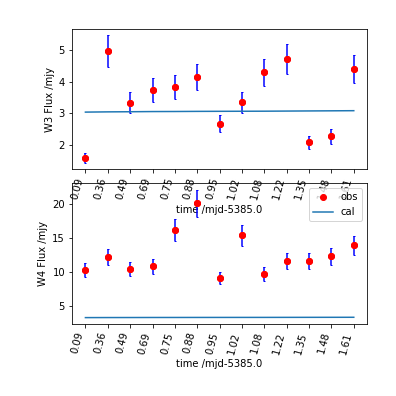 W3 Flux /mjy
5
4
3
2
0.09 0.36 0.49 0.69 0.75 0.88 0.95 1.02 1.08 1.22 1.35 1.48 1.61
time /mjd-5385.0
W4 Flux /mjy
20
15
10
5
obs
cal
0.09 0.36 0.49 0.69 0.75 0.88 0.95 1.02 1.08 1.22 1.35 1.48 1.61
time /mjd-5385.0